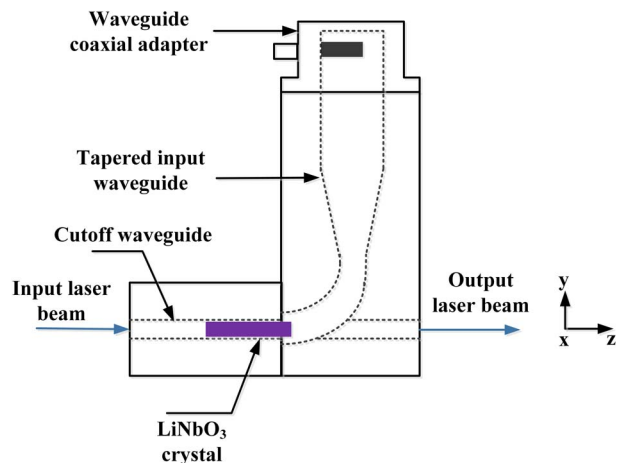 Waveguide
coaxial adapter
Tapered input
waveguide
Cutoff waveguide
Input laser
beam
Output
laser beam
y
x
z
LiNbO₃
crystal